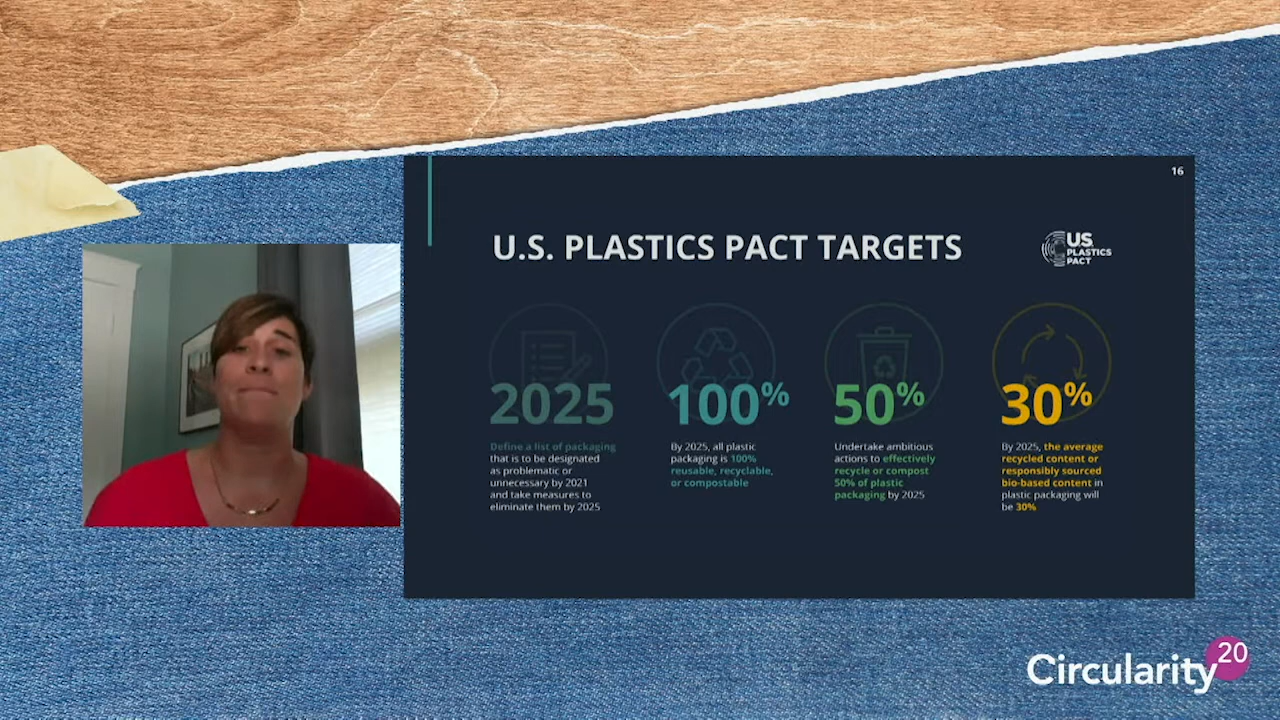 16
U.S. PLASTICS PACT TARGETS
US
PLASTICS
PACT
2025
Define a list of packaging
that is to be designated
as problematic or
unnecessary by 2021
and take measures to
eliminate them by 2025
100%
By 2025, all plastic
packaging is 100%
reusable, recyclable,
or compostable
50%
Undertake ambitious
actions to effectively
recycle or compost
50% of plastic
packaging by 2025
30%
By 2025, the average
recycled content or
responsibly sourced
bio-based content in
plastic packaging will
be 30%
Circularity 20